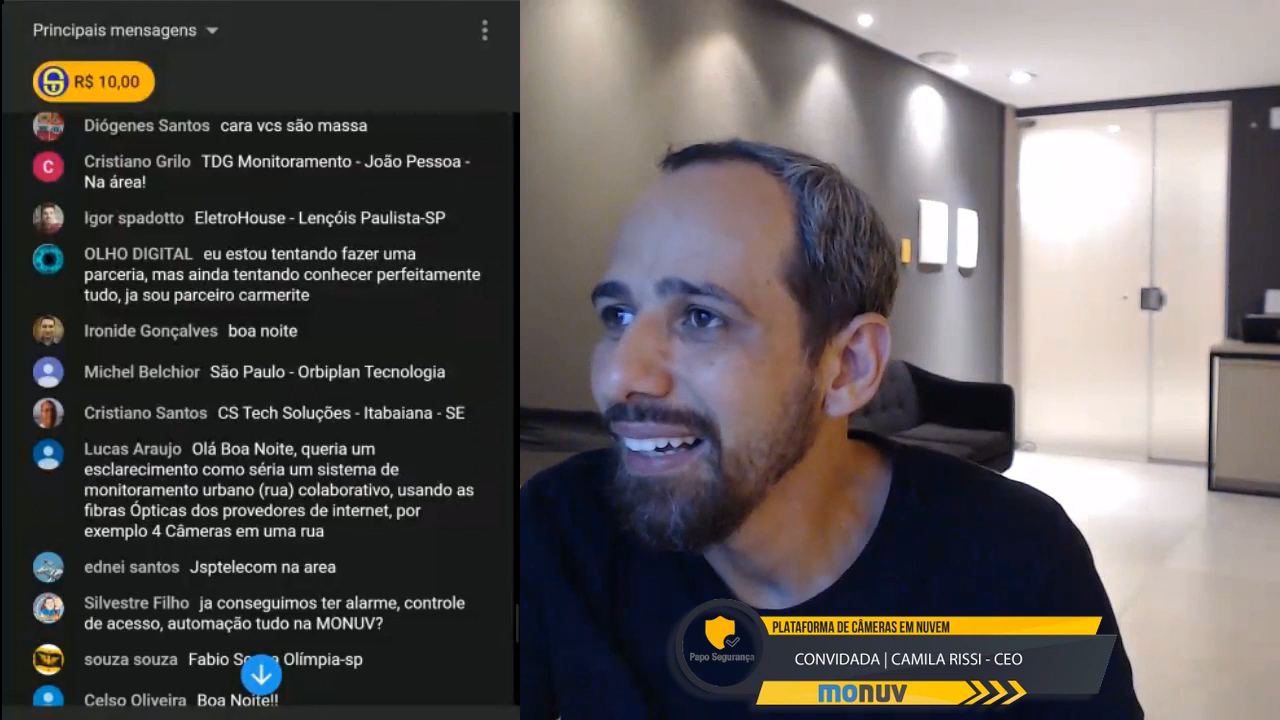 Principais mensagens
R$ 10,00
Diógenes Santos cara vcs são massa
C
Cristiano Grilo TDG Monitoramento - João Pessoa -
Na área!
Igor spadotto EletroHouse - Lençóis Paulista-SP
OLHO DIGITAL eu estou tentando fazer uma
parceria, mas ainda tentando conhecer perfeitamente
tudo, ja sou parceiro carmerite
Ironide Gonçalves boa noite
Michel Belchior São Paulo - Orbiplan Tecnologia
Cristiano Santos CS Tech Soluções - Itabaiana - SE
Lucas Araujo Olá Boa Noite, queria um
esclarecimento como séria um sistema de
monitoramento urbano (rua) colaborativo, usando as
fibras Ópticas dos provedores de internet, por
exemplo 4 Câmeras em uma rua
ednei santos Jsptelecom na area
Silvestre Filho ja conseguimos ter alarme, controle
de acesso, automação tudo na MONUV?
souza souza Fabio Olímpia-sp
Celso Oliveira Boa Noite!!
Papo Segurança
PLATAFORMA DE CÂMERAS EM NUVEM
CONVIDADA | CAMILA RISSI - CEO
MONUV